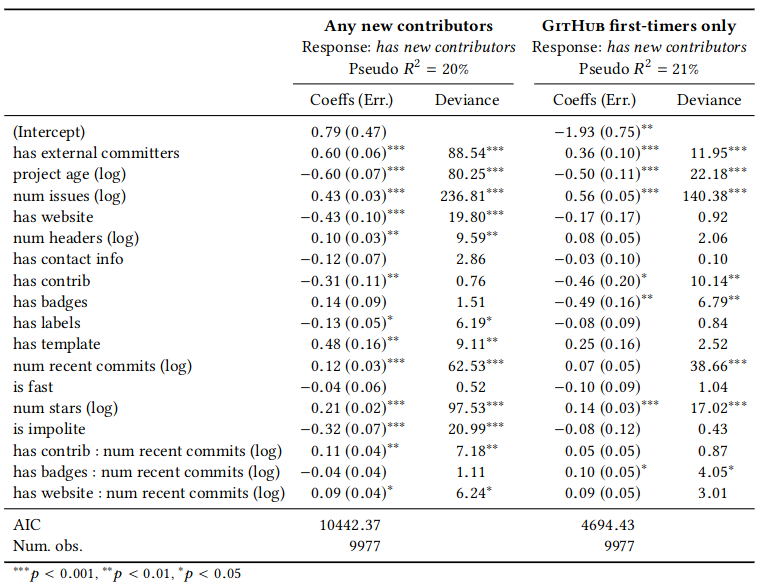 Any new contributors GitHub first-timers only
Response: has new contributors Response: has new contributors
Pseudo R² = 20% Pseudo R² = 21%
Coeffs (Err.) Deviance Coeffs (Err.) Deviance
(Intercept) 0.79 (0.47) −1.93 (0.75)**
has external committers 0.60 (0.06)*** 88.54*** 0.36 (0.10)*** 11.95***
project age (log) −0.60 (0.07)*** 80.25*** −0.50 (0.11)*** 22.18***
num issues (log) 0.43 (0.03)*** 236.81*** 0.56 (0.05)*** 140.38***
has website −0.43 (0.10)*** 19.80*** −0.17 (0.17) 0.92
num headers (log) 0.10 (0.03)** 9.59** 0.08 (0.05) 2.06
has contact info −0.12 (0.07) 2.86 −0.03 (0.10) 0.10
has contrib −0.31 (0.11)** 0.76 −0.46 (0.20)* 10.14**
has badges 0.14 (0.09) 1.51 −0.49 (0.16)** 6.79**
has labels −0.13 (0.05)* 6.19* −0.08 (0.09) 0.84
has template 0.48 (0.16)** 9.11** 0.25 (0.16) 2.52
num recent commits (log) 0.12 (0.03)*** 62.53*** 0.07 (0.05) 38.66***
is fast −0.04 (0.06) 0.52 −0.10 (0.09) 1.04
num stars (log) 0.21 (0.02)*** 97.53*** 0.14 (0.03)*** 17.02***
is impolite −0.32 (0.07)*** 20.99*** −0.08 (0.12) 0.43
has contrib : num recent commits (log) 0.11 (0.04)** 7.18** 0.05 (0.05) 0.87
has badges : num recent commits (log) −0.04 (0.04) 1.11 0.10 (0.05)* 4.05*
has website : num recent commits (log) 0.09 (0.04)* 6.24* 0.09 (0.05) 3.01
AIC 10442.37 4694.43
Num. obs. 9977 9977
***p < 0.001, **p < 0.01, *p < 0.05